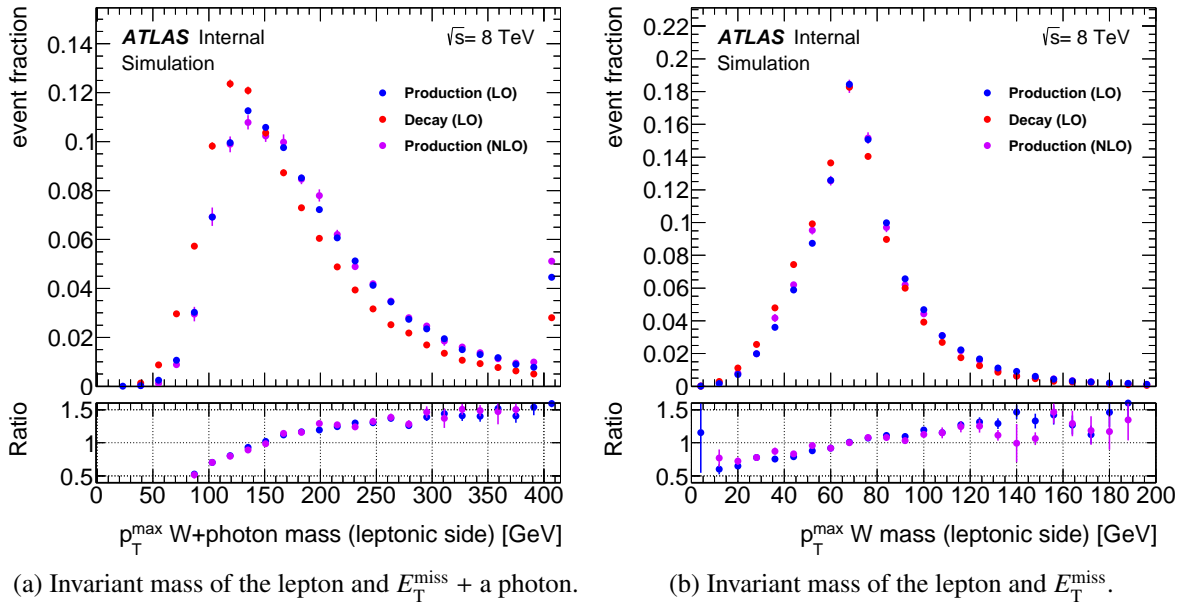 event fraction
0.14
0.12
0.1
0.08
0.06
0.04
0.02
0
ATLAS Internal
Simulation
√s= 8 TeV
Production (LO)
Decay (LO)
Production (NLO)
Ratio
1.5
1
0.5
0 50 100 150 200 250 300 350 400
p_T^max W+photon mass (leptonic side) [GeV]
(a) Invariant mass of the lepton and E_T^miss + a photon.
event fraction
0.22
0.2
0.18
0.16
0.14
0.12
0.1
0.08
0.06
0.04
0.02
0
ATLAS Internal
Simulation
√s= 8 TeV
Production (LO)
Decay (LO)
Production (NLO)
Ratio
1.5
1
0.5
0 20 40 60 80 100 120 140 160 180 200
p_T^max W mass (leptonic side) [GeV]
(b) Invariant mass of the lepton and E_T^miss.